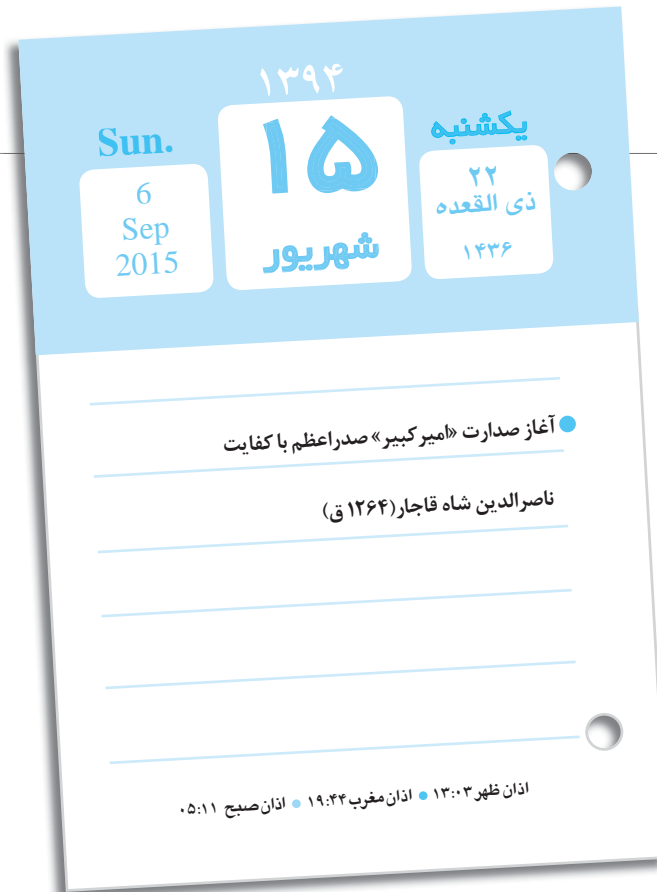 ۱۳۹۴
یکشنبه
۲۲
ذی القعده
۱۴۳۶
۱۵
شهریور
Sun.
6
Sep
2015
آغاز صدارت «امیرکبیر» صدراعظم با کفایت
ناصرالدین شاه قاجار(۱۲۶۴ ق)
اذان ظهر ۱۳:۰۳ ● اذان مغرب ۱۹:۴۴ ● اذان صبح ۰۵:۱۱